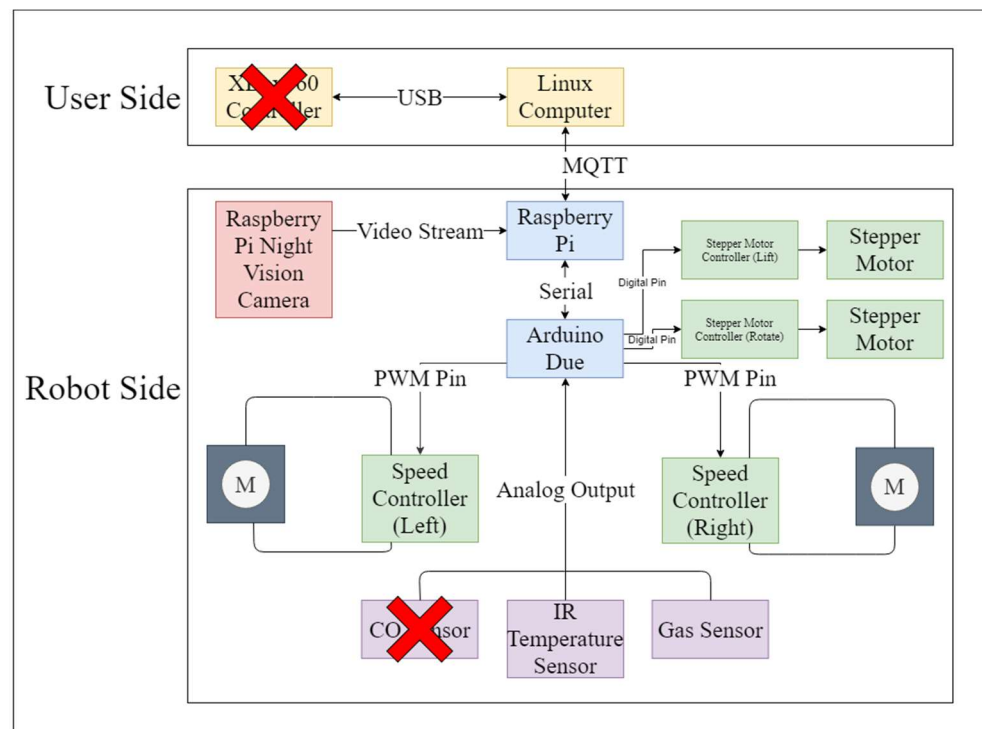 User Side
USB
Linux
Computer
MQTT
Robot Side
Raspberry
Pi Night
Vision
Camera
Video Stream
Raspberry
Pi
Serial
Arduino
Due
Digital Pin
Stepper Motor
Controller (Lift)
Stepper
Motor
Digital Pin
Stepper Motor
Controller (Rotate)
Stepper
Motor
PWM Pin
PWM Pin
M
Speed
Controller
(Left)
Analog Output
Speed
Controller
(Right)
M
CO
IR
Temperature
Sensor
Gas Sensor